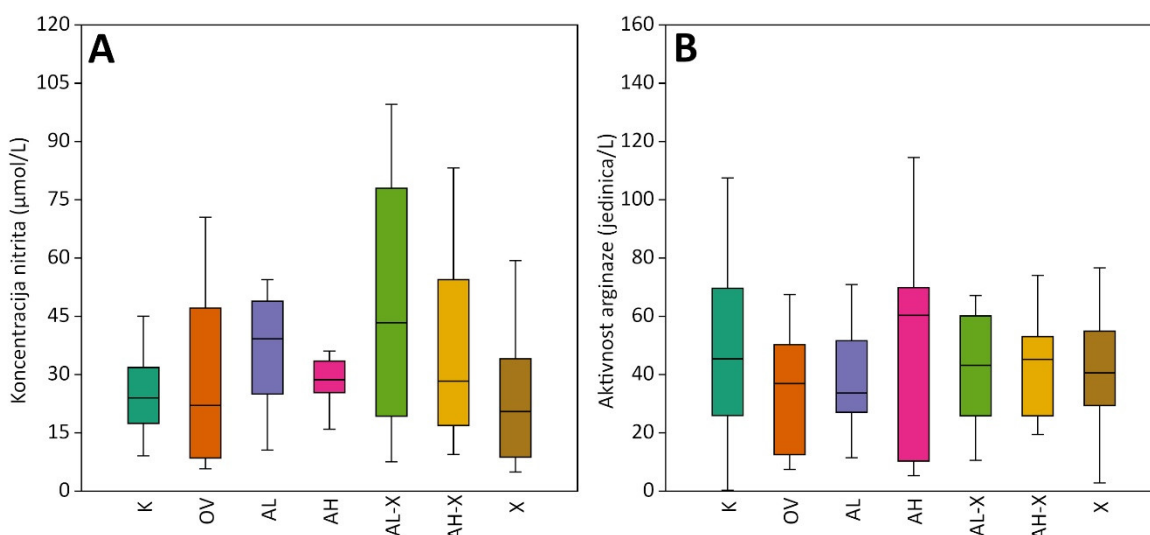 A
Koncentracija nitrita (µmol/L)
120
105
90
75
60
45
30
15
0
K
OV
AL
AH
AL-X
AH-X
X
B
Aktivnost arginaze (jedinica/L)
160
140
120
100
80
60
40
20
0
K
OV
AL
AH
AL-X
AH-X
X